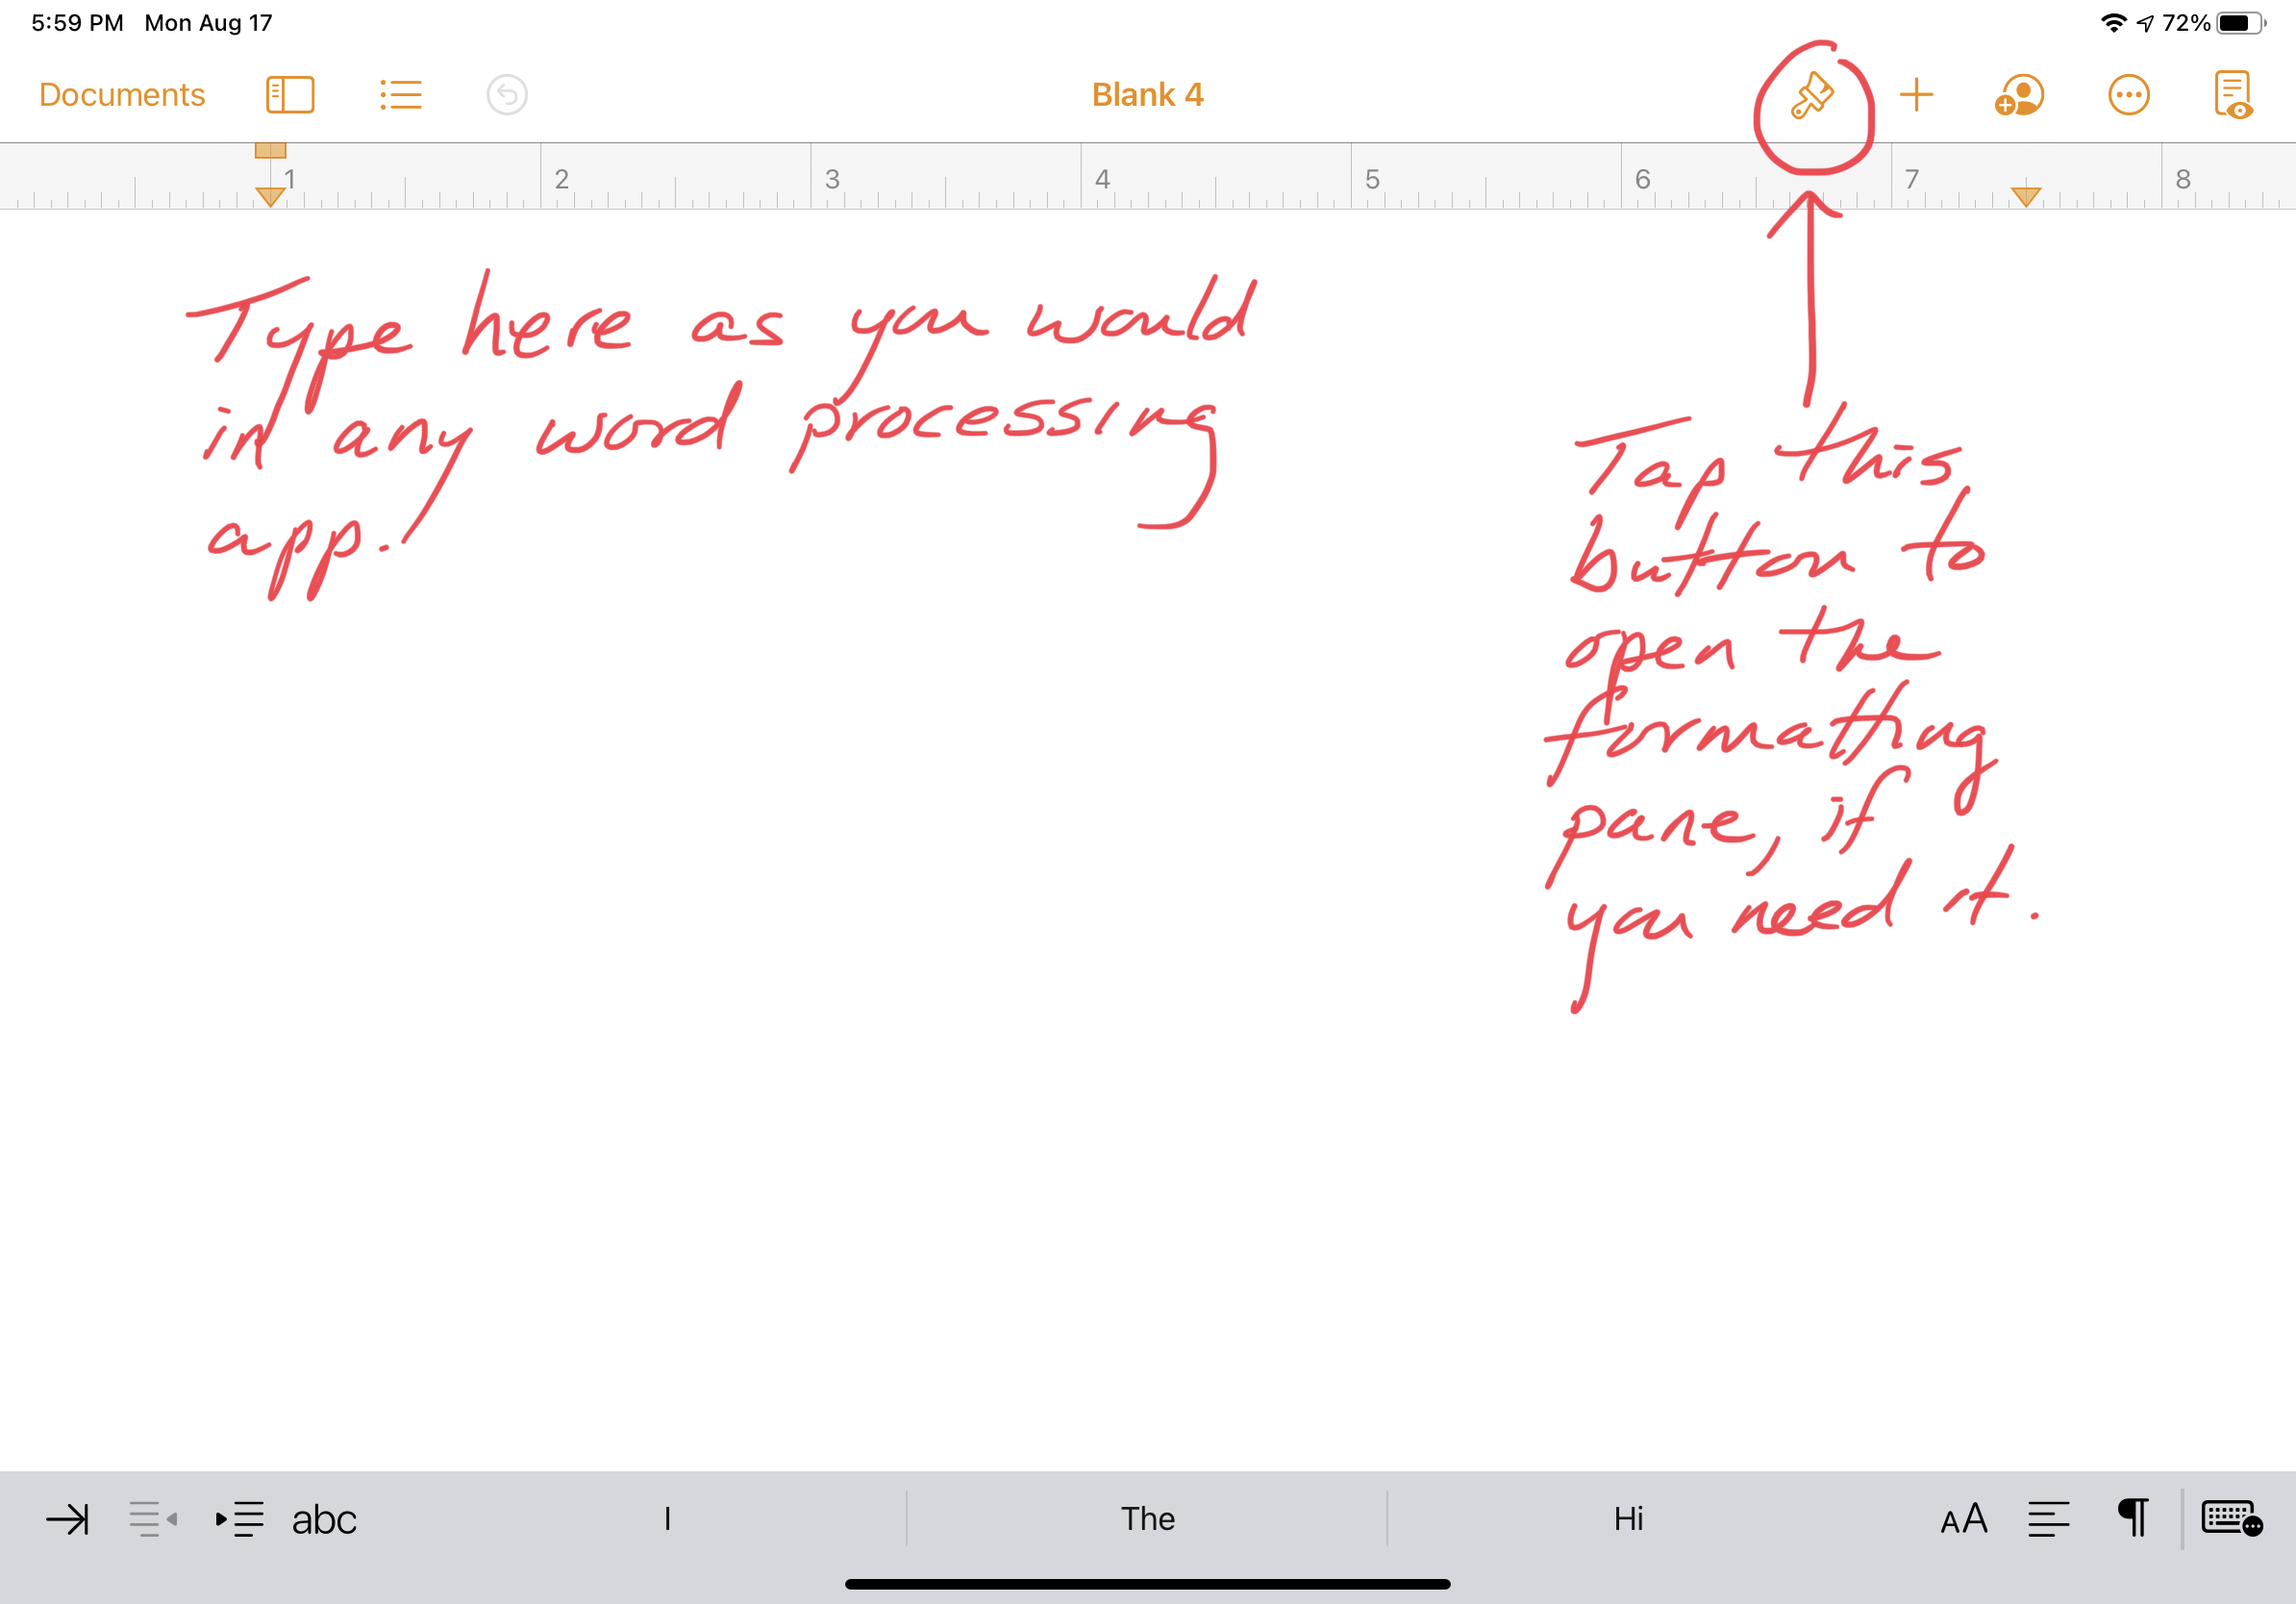 5:59 PM Mon Aug 17 72%
Documents Blank 4
1 2 3 4 5 6 7 8
Type here as you would
in any word processing
app.
Tap this
button to
open the
formatting
pane, if
you need it.
abc I The Hi AA